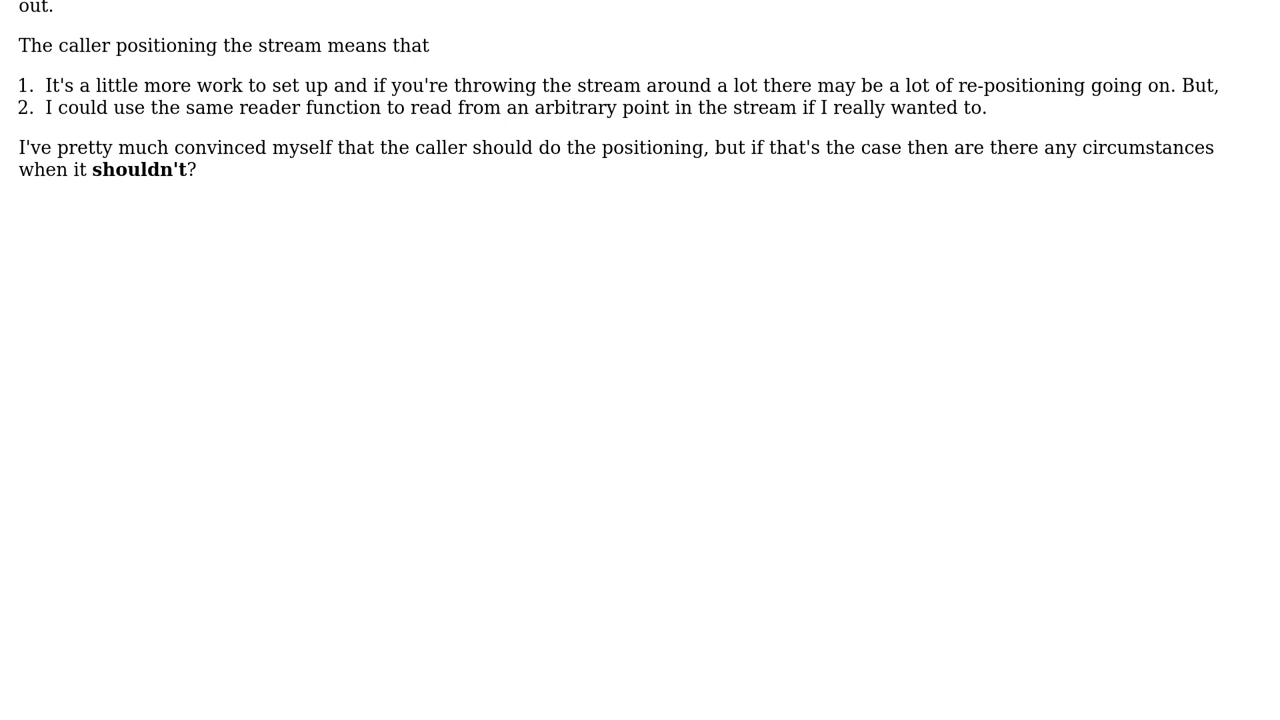 out.
The caller positioning the stream means that
1. It's a little more work to set up and if you're throwing the stream around a lot there may be a lot of re-positioning going on. But,
2. I could use the same reader function to read from an arbitrary point in the stream if I really wanted to.
I've pretty much convinced myself that the caller should do the positioning, but if that's the case then are there any circumstances
when it shouldn't?